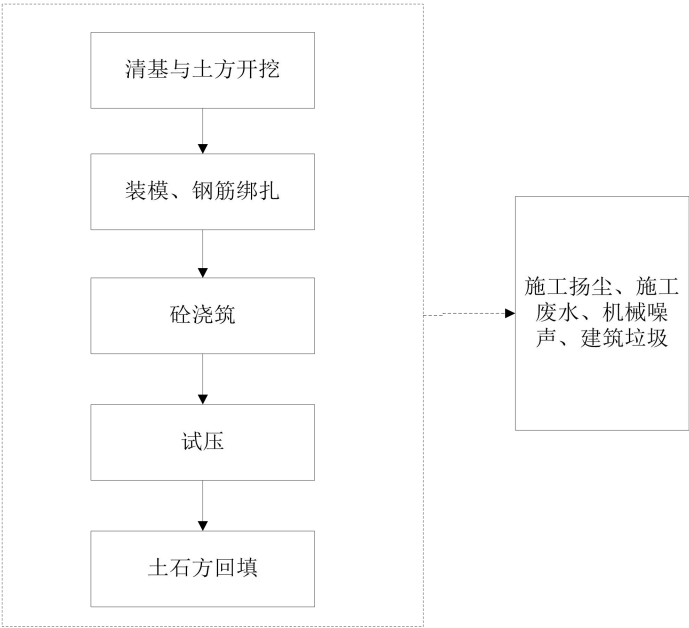 清基与土方开挖
装模、钢筋绑扎
砼浇筑
试压
土石方回填
施工扬尘、施工
废水、机械噪
声、建筑垃圾